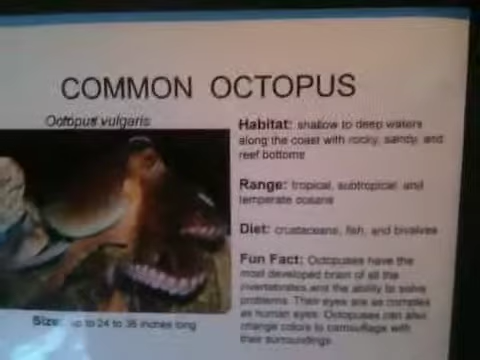 COMMON OCTOPUS
Octopus vulgaris
Habitat: shallow to deep waters
along the coast with rocky, sandy, and
reef bottoms
Range: tropical, subtropical, and
temperate oceans
Diet: crustaceans, fish, and bivalves
Fun Fact: Octopuses have the
most developed brain of all the
invertebrates and the ability to solve
problems. Their eyes are as complex
as human eyes. Octopuses can also
change colors to camouflage with
their surroundings.
Size: up to 24 to 36 inches long